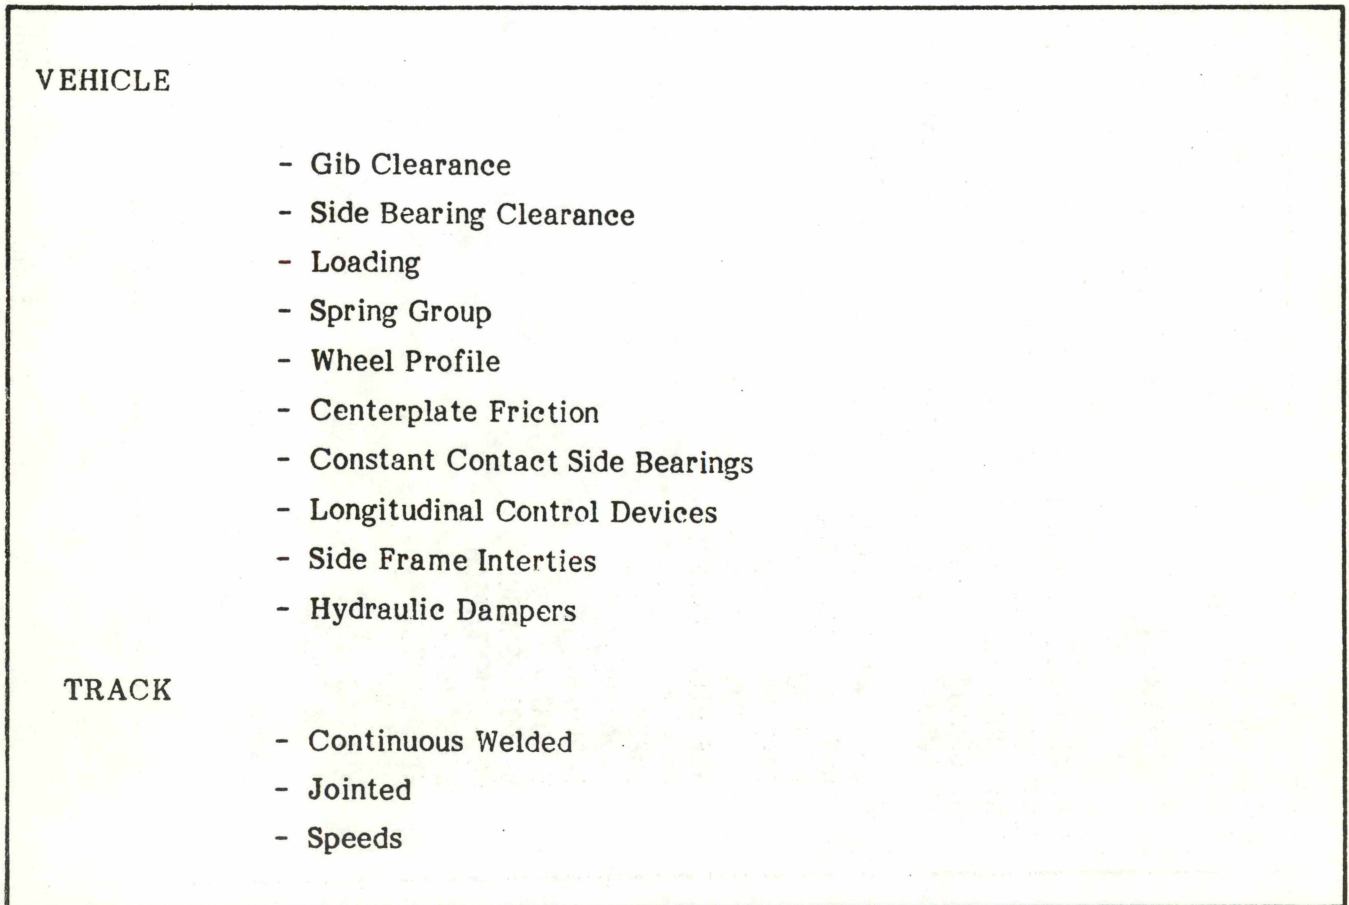 VEHICLE
- Gib Clearance
- Side Bearing Clearance
- Loading
- Spring Group
- Wheel Profile
- Centerplate Friction
- Constant Contact Side Bearings
- Longitudinal Control Devices
- Side Frame Interties
- Hydraulic Dampers
TRACK
- Continuous Welded
- Jointed
- Speeds